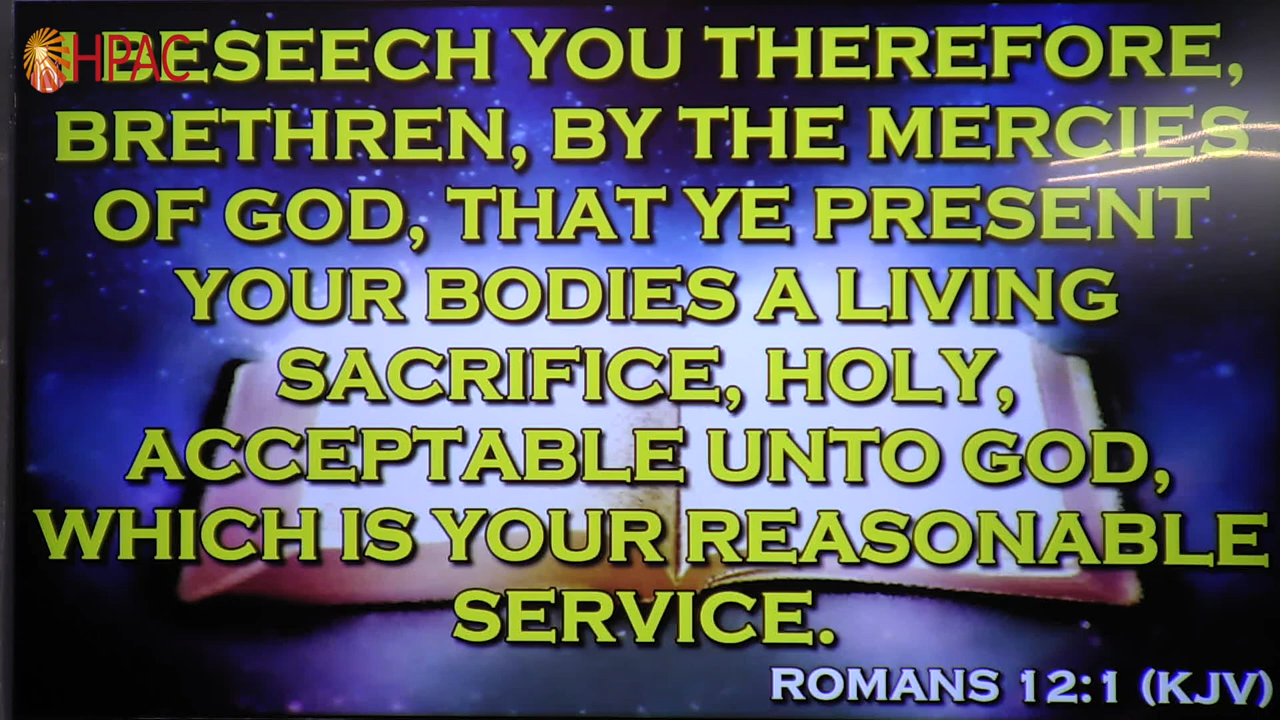 HPAC
I BESEECH YOU THEREFORE,
BRETHREN, BY THE MERCIES
OF GOD, THAT YE PRESENT
YOUR BODIES A LIVING
SACRIFICE, HOLY,
ACCEPTABLE UNTO GOD,
WHICH IS YOUR REASONABLE
SERVICE.
ROMANS 12:1 (KJV)